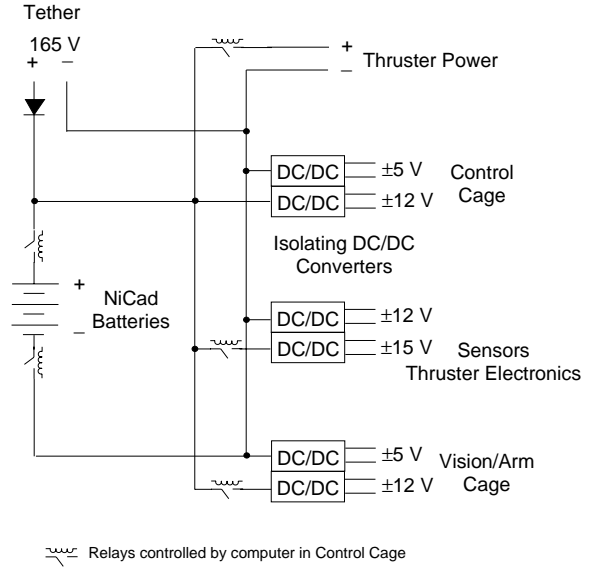 Tether
165 V
+ −
+
−
Thruster Power
DC/DC ±5 V
DC/DC ±12 V
Control
Cage
Isolating DC/DC
Converters
+
−
NiCad
Batteries
DC/DC ±12 V
DC/DC ±15 V
Sensors
Thruster Electronics
DC/DC ±5 V
DC/DC ±12 V
Vision/Arm
Cage
Relays controlled by computer in Control Cage